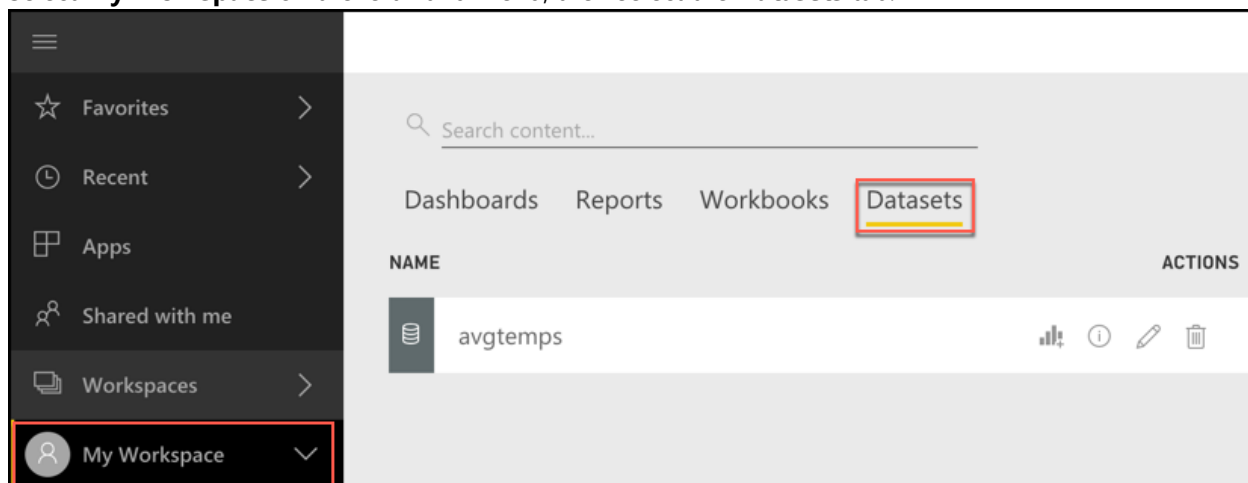 Favorites
Recent
Apps
Shared with me
Workspaces
My Workspace
Search content...
Dashboards Reports Workbooks Datasets
NAME ACTIONS
avgtemps